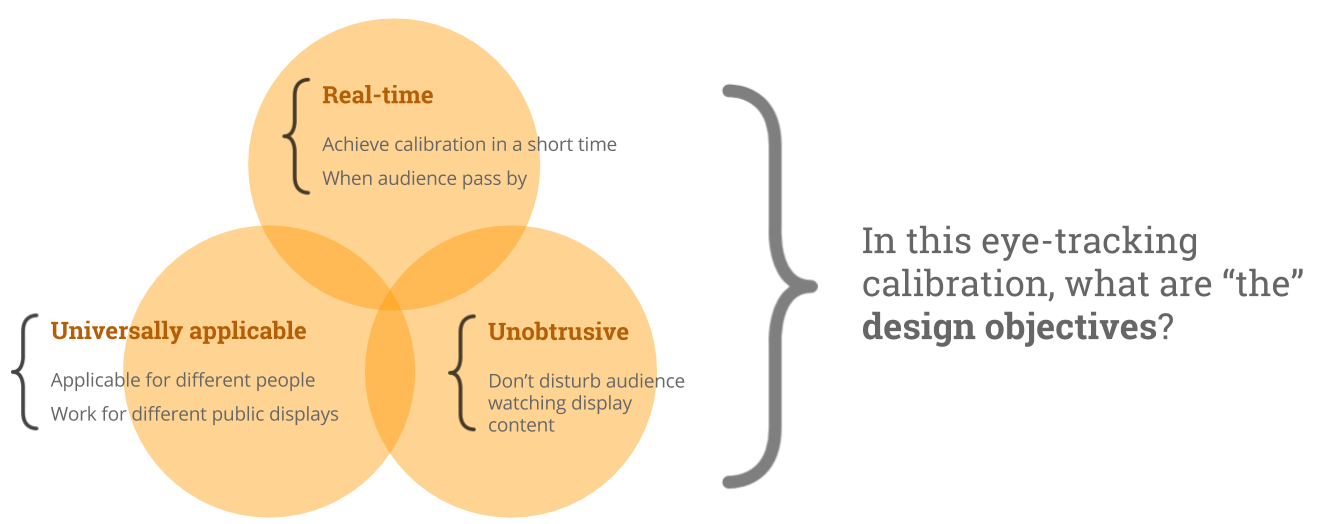 Real-time
Achieve calibration in a short time
When audience pass by
Universally applicable
Applicable for different people
Work for different public displays
Unobtrusive
Don’t disturb audience
watching display
content
In this eye-tracking
calibration, what are “the”
design objectives?